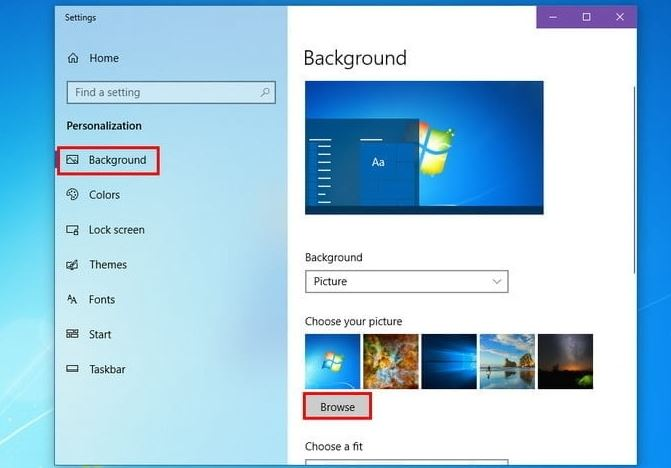 Settings
Home
Find a setting
Personalization
Background
Colors
Lock screen
Themes
Fonts
Start
Taskbar
Background
Aa
Background
Picture
Choose your picture
Browse
Choose a fit